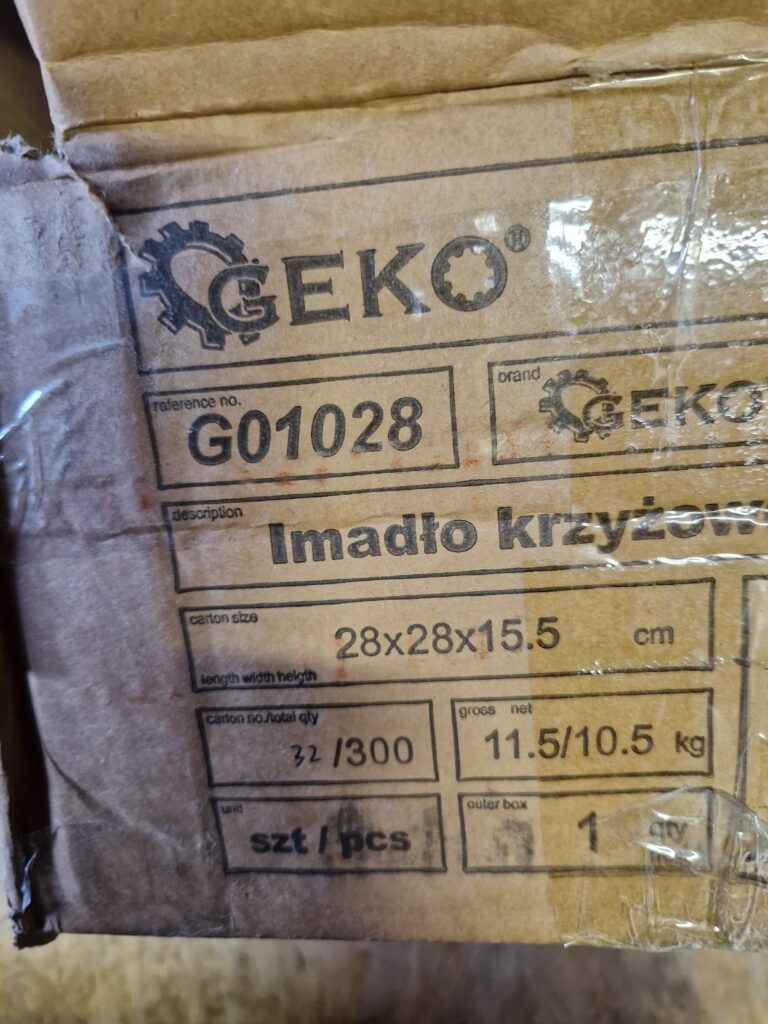 GEKO®
reference no.
G01028
brand
GEKO
description
Imadło krzyżow
carton size
28x28x15.5 cm
length width heigth
carton no./total qty
32/300
gross net
11.5/10.5 kg
unit
szt / pcs
outer box
1 qty